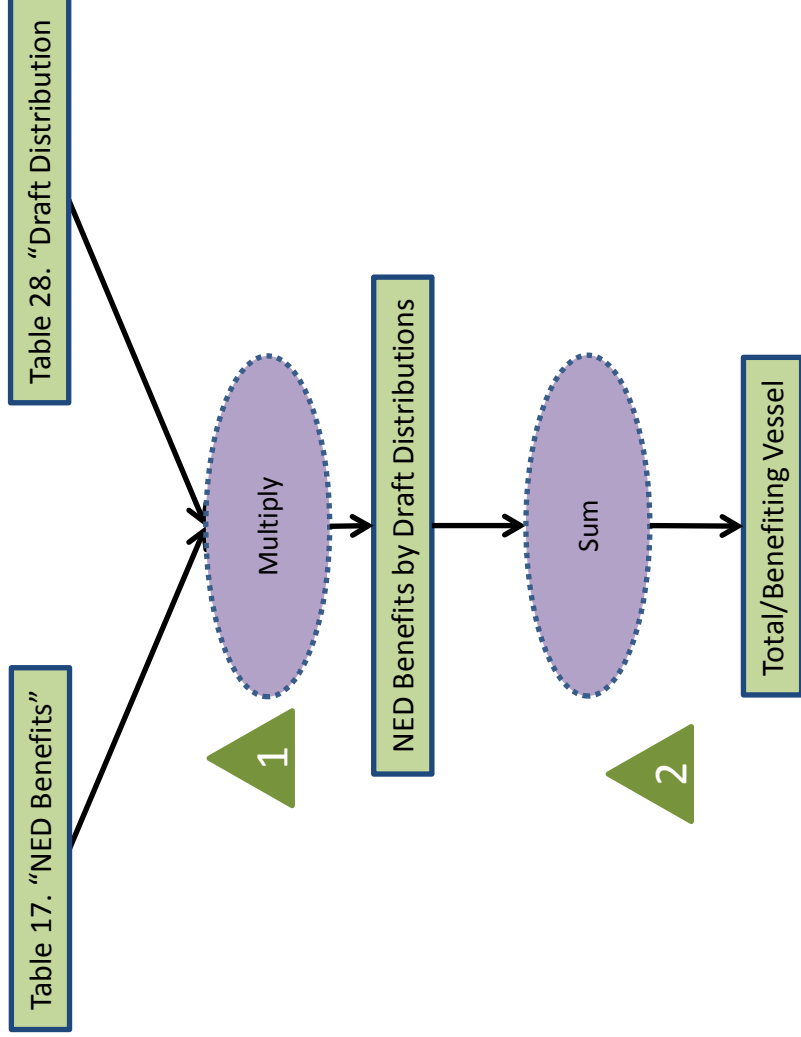 Table 17. “NED Benefits”
Table 28. “Draft Distribution
1
Multiply
NED Benefits by Draft Distributions
2
Sum
Total/Benefiting Vessel